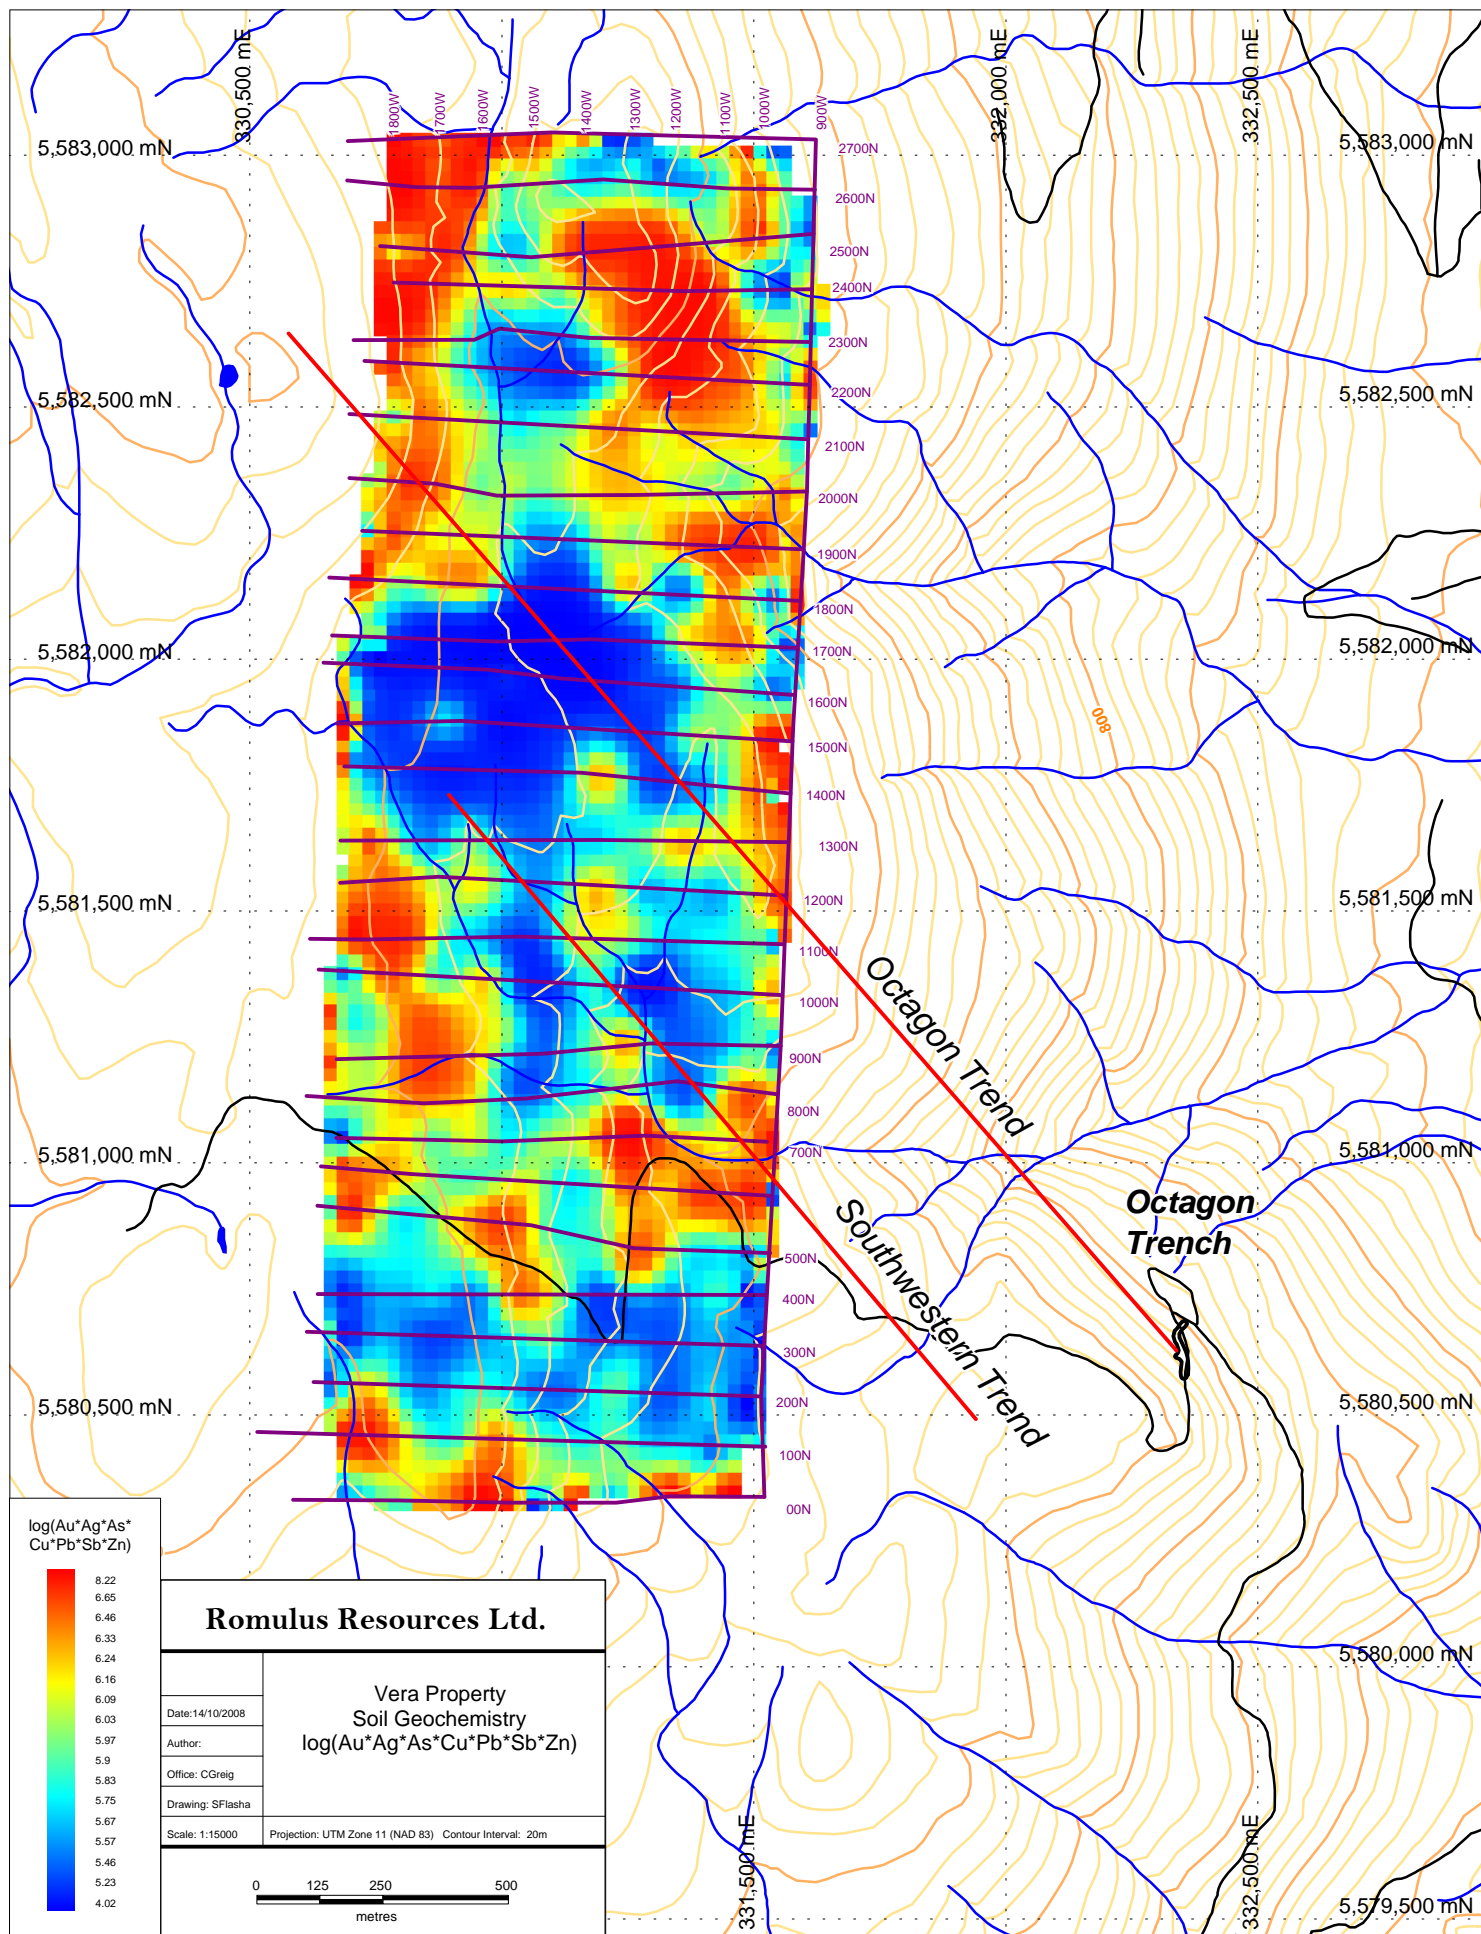 330,500 mE
332,000 mE
332,500 mE
1800W
1700W
1600W
1500W
1400W
1300W
1200W
1100W
1000W
900W
5,583,000 mN
5,583,000 mN
2700N
2600N
2500N
2400N
2300N
2200N
5,582,500 mN
5,582,500 mN
2100N
2000N
1900N
1800N
1700N
5,582,000 mN
5,582,000 mN
1600N
800
1500N
1400N
1300N
1200N
5,581,500 mN
5,581,500 mN
1100N
1000N
900N
Octagon Trend
800N
700N
5,581,000 mN
5,581,000 mN
Octagon
Trench
Southwestern Trend
500N
400N
300N
200N
5,580,500 mN
5,580,500 mN
100N
00N
log(Au*Ag*As*
Cu*Pb*Sb*Zn)
8.22
6.65
6.46
6.33
6.24
6.16
6.09
6.03
5.97
5.9
5.83
5.75
5.67
5.57
5.46
5.23
4.02
Romulus Resources Ltd.
Date:14/10/2008
Author:
Office: CGreig
Drawing: SFlasha
Scale: 1:15000
Vera Property
Soil Geochemistry
log(Au*Ag*As*Cu*Pb*Sb*Zn)
Projection: UTM Zone 11 (NAD 83) Contour Interval: 20m
0 125 250 500
metres
5,580,000 mN
331,500 mE
332,500 mE
5,579,500 mN